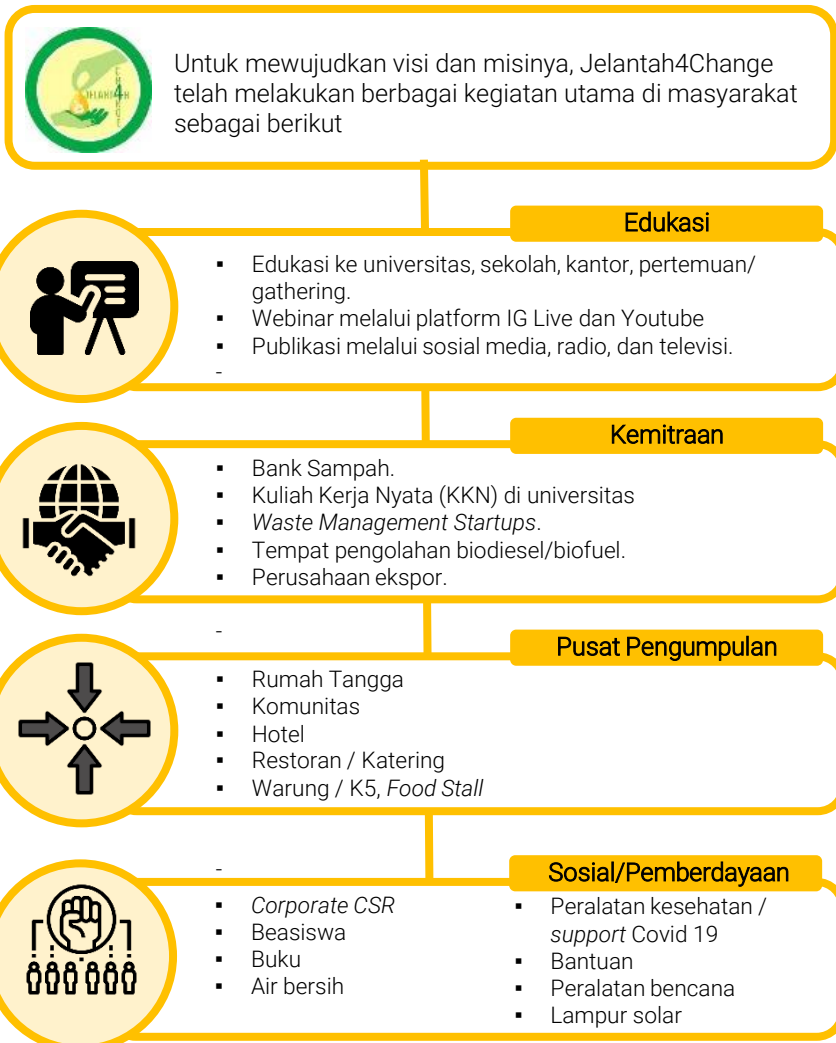 JELANT4H
CHANGE
Untuk mewujudkan visi dan misinya, Jelantah4Change
telah melakukan berbagai kegiatan utama di masyarakat
sebagai berikut
Edukasi
▪ Edukasi ke universitas, sekolah, kantor, pertemuan/
gathering.
▪ Webinar melalui platform IG Live dan Youtube
▪ Publikasi melalui sosial media, radio, dan televisi.
-
Kemitraan
▪ Bank Sampah.
▪ Kuliah Kerja Nyata (KKN) di universitas
▪ Waste Management Startups.
▪ Tempat pengolahan biodiesel/biofuel.
▪ Perusahaan ekspor.
-
Pusat Pengumpulan
▪ Rumah Tangga
▪ Komunitas
▪ Hotel
▪ Restoran / Katering
▪ Warung / K5, Food Stall
-
Sosial/Pemberdayaan
▪ Corporate CSR
▪ Beasiswa
▪ Buku
▪ Air bersih
▪ Peralatan kesehatan /
support Covid 19
▪ Bantuan
▪ Peralatan bencana
▪ Lampur solar